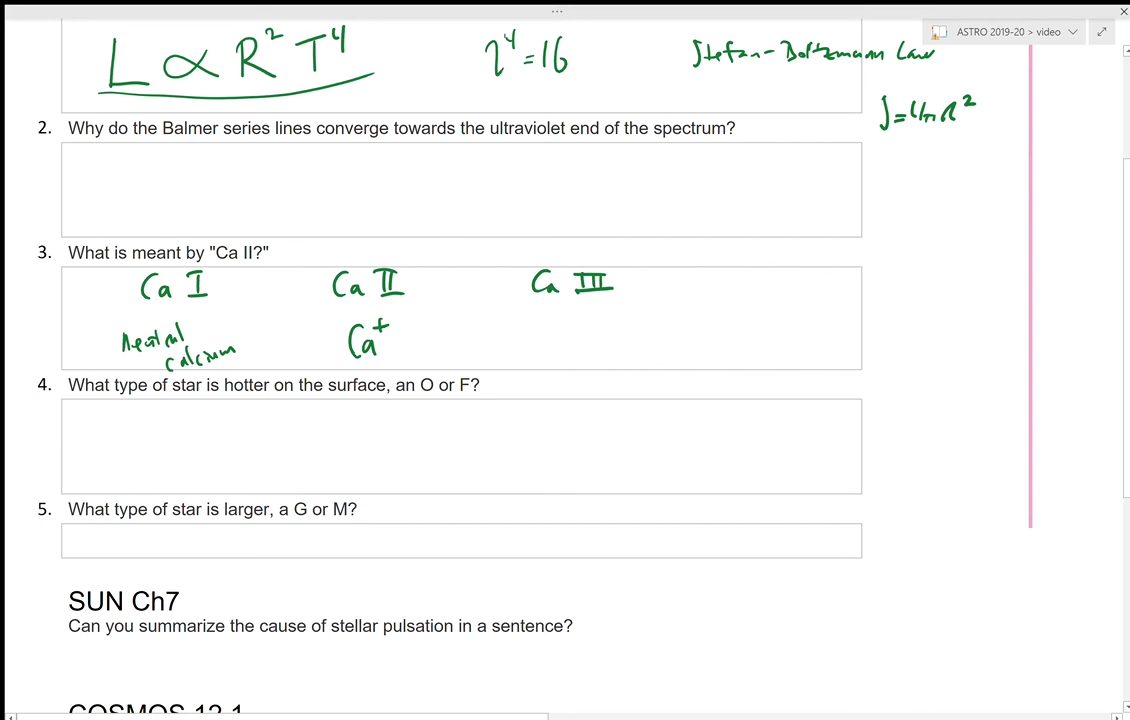 ...
ASTRO 2019-20 > video
L ∝ R² T⁴
2⁴ = 16
Stefan-Boltzmann Law
2. Why do the Balmer series lines converge towards the ultraviolet end of the spectrum?
3. What is meant by "Ca II?"
Ca I Ca II Ca III
Neutral
calcium
Ca⁺
4. What type of star is hotter on the surface, an O or F?
5. What type of star is larger, a G or M?
SUN Ch7
Can you summarize the cause of stellar pulsation in a sentence?
COSMOS 12.1